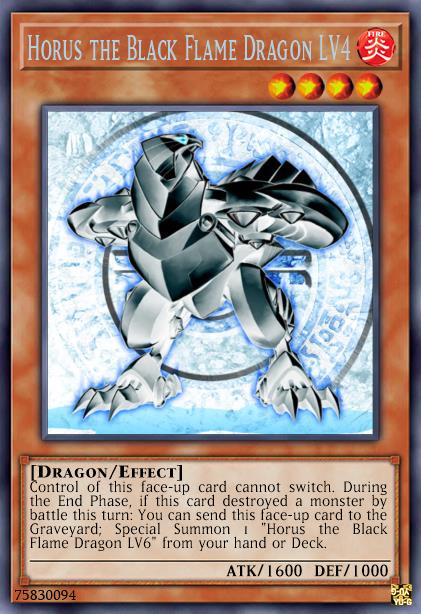 Horus the Black Flame Dragon LV4
FIRE
炎
[Dragon/Effect]
Control of this face-up card cannot switch. During
the End Phase, if this card destroyed a monster by
battle this turn: You can send this face-up card to the
Graveyard; Special Summon 1 "Horus the Black
Flame Dragon LV6" from your hand or Deck.
ATK/1600 DEF/1000
75830094